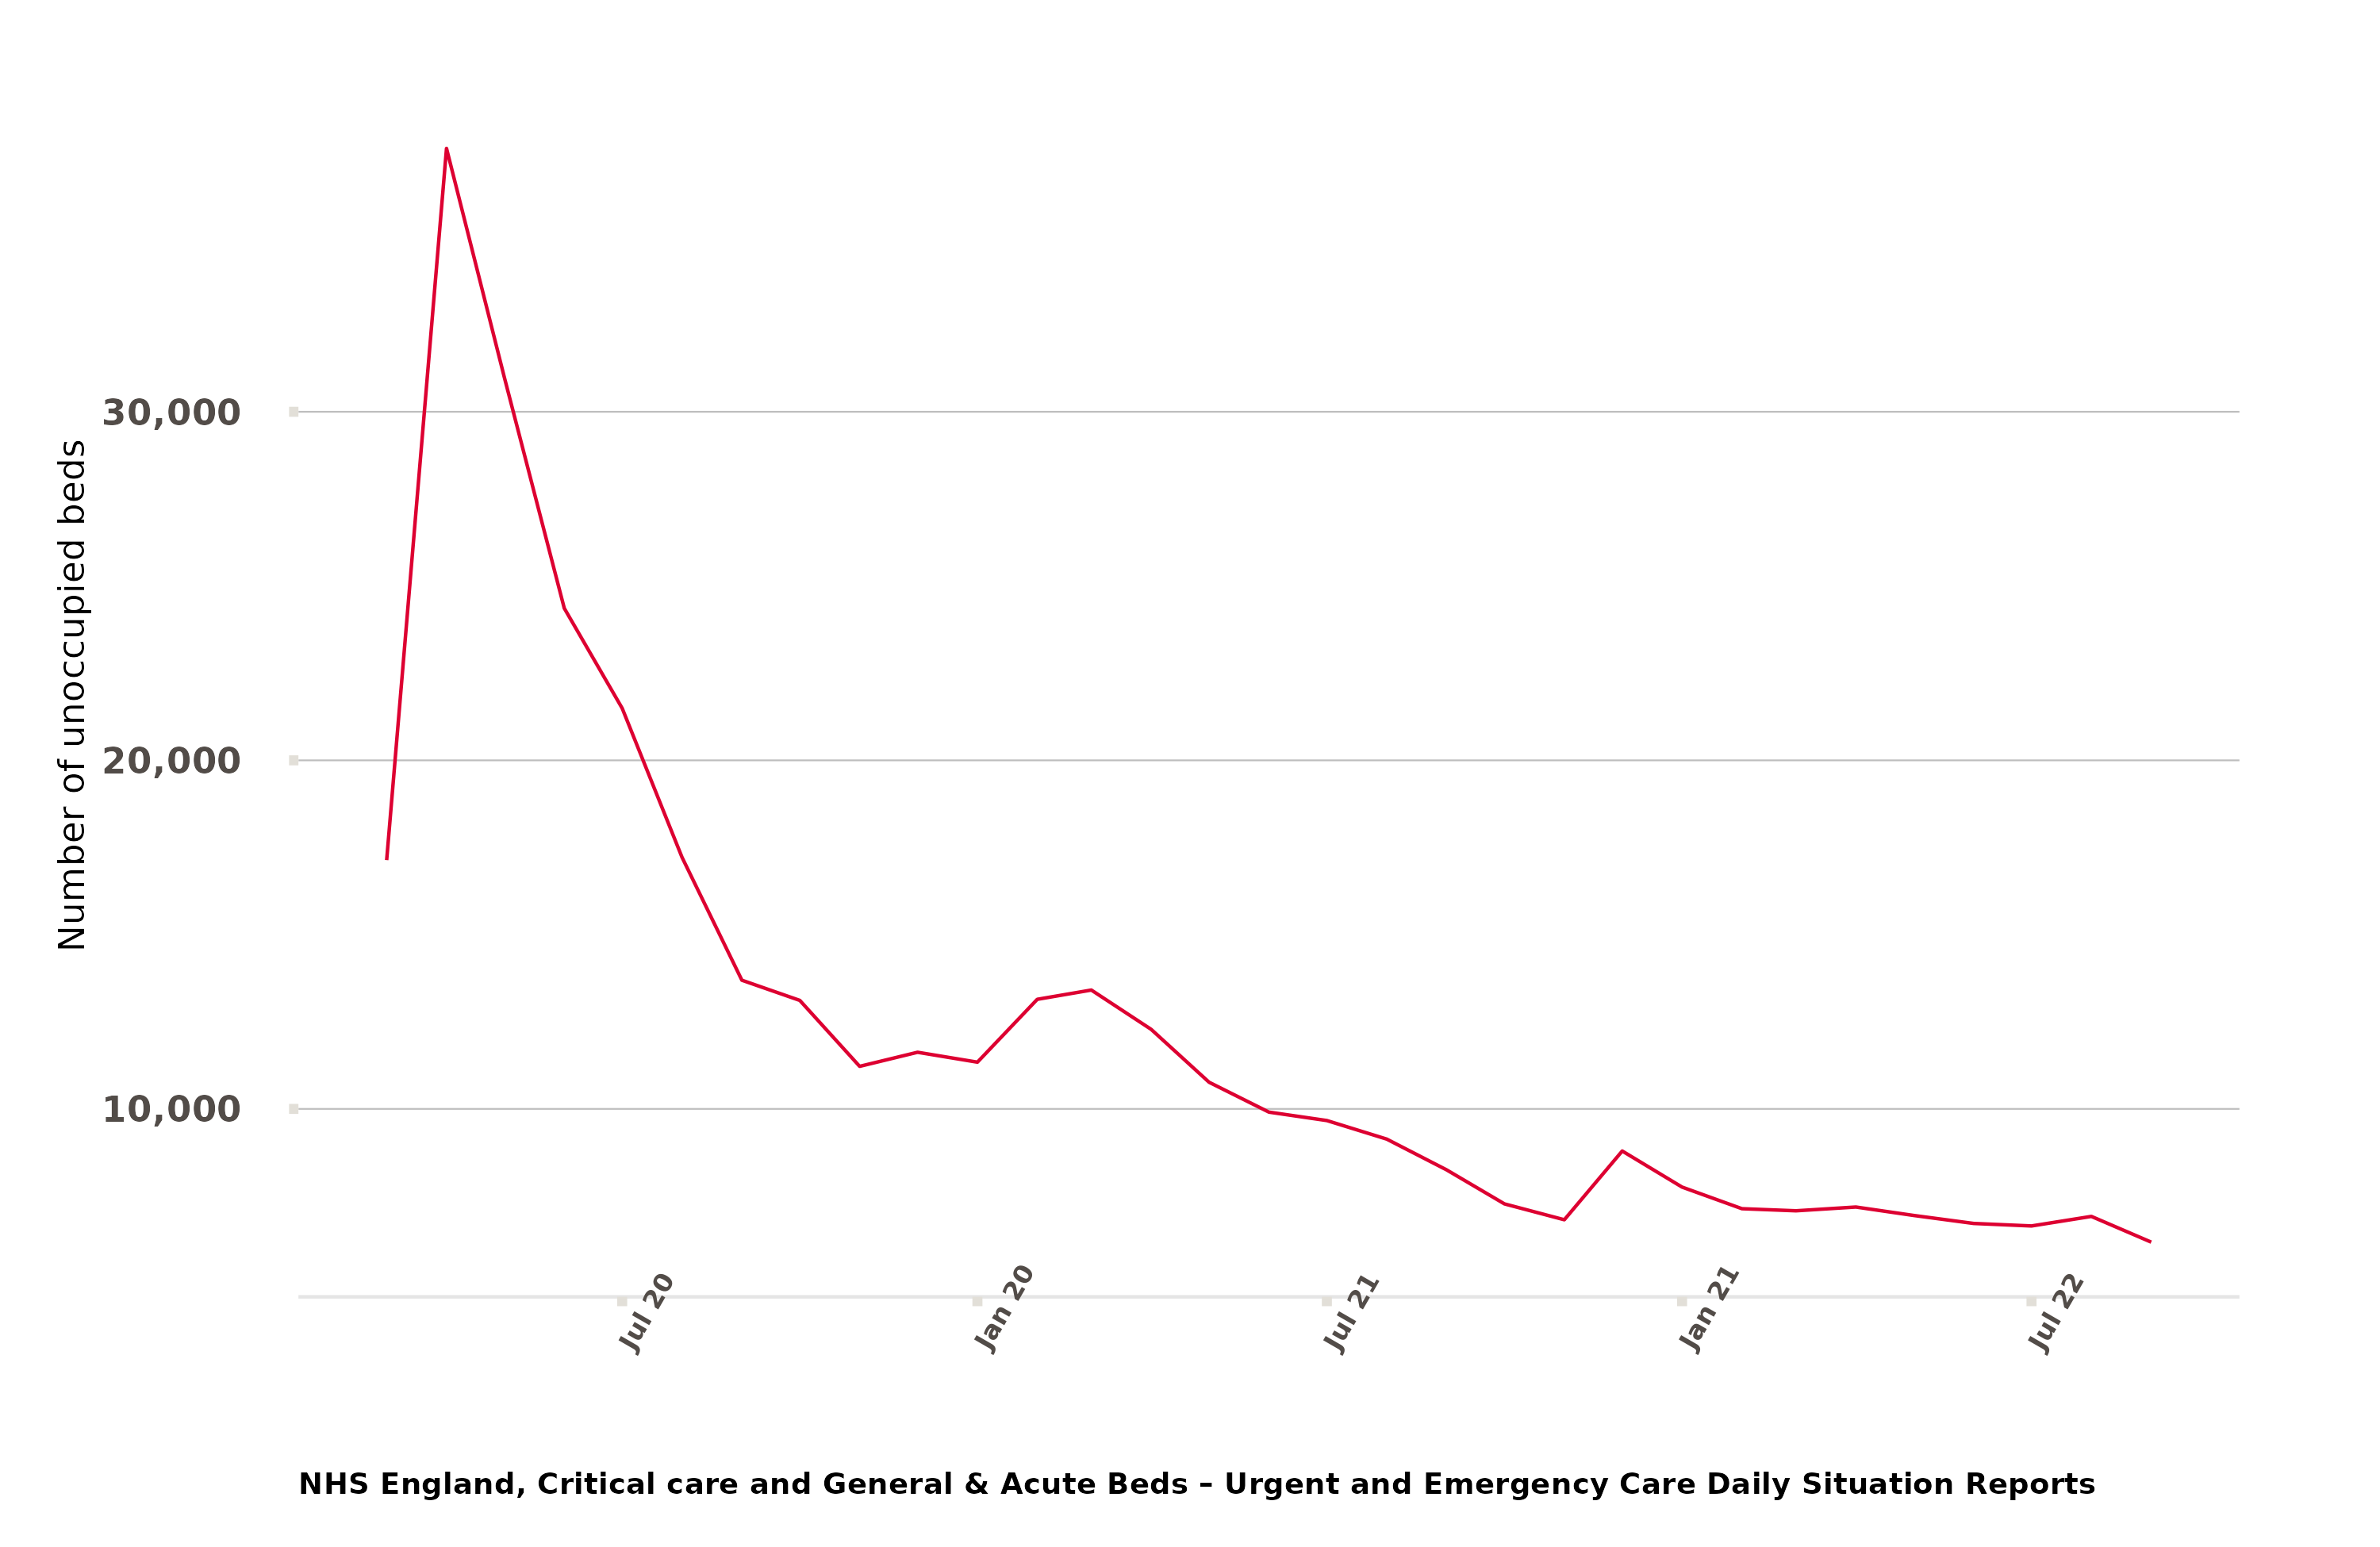 Number of unoccupied beds
30,000
20,000
10,000
Jul 20
Jan 20
Jul 21
Jan 21
Jul 22
NHS England, Critical care and General & Acute Beds – Urgent and Emergency Care Daily Situation Reports